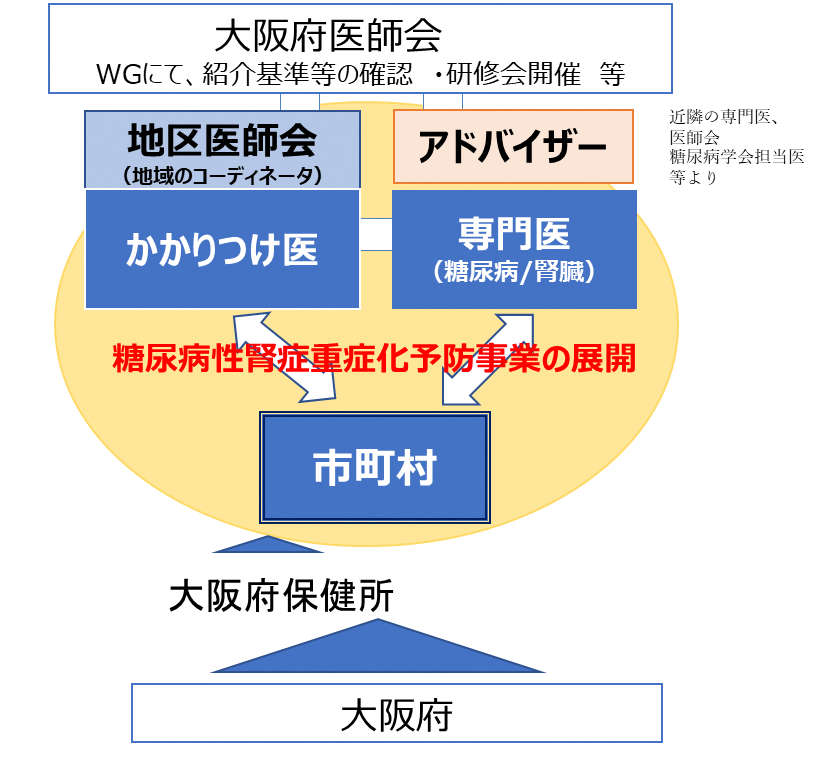 大阪府医師会
WGにて、紹介基準等の確認　・研修会開催　等
地区医師会
（地域のコーディネータ）
アドバイザー
近隣の専門医、
医師会
糖尿病学会担当医
等より
かかりつけ医
専門医
（糖尿病/腎臓）
糖尿病性腎症重症化予防事業の展開
市町村
大阪府保健所
大阪府